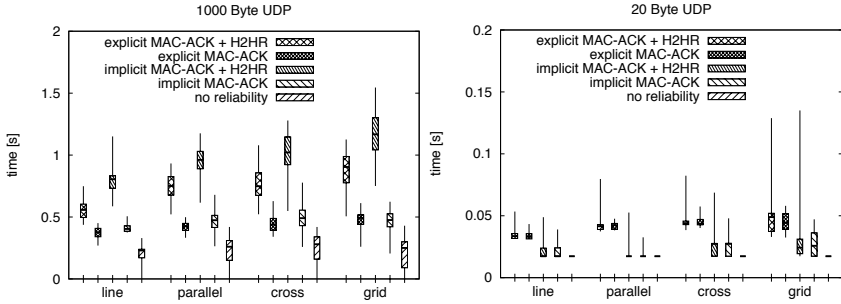 1000 Byte UDP
time [s]
2
1.5
1
0.5
0
explicit MAC-ACK + H2HR
explicit MAC-ACK
implicit MAC-ACK + H2HR
implicit MAC-ACK
no reliability
line
parallel
cross
grid
20 Byte UDP
time [s]
0.2
0.15
0.1
0.05
0
explicit MAC-ACK + H2HR
explicit MAC-ACK
implicit MAC-ACK + H2HR
implicit MAC-ACK
no reliability
line
parallel
cross
grid